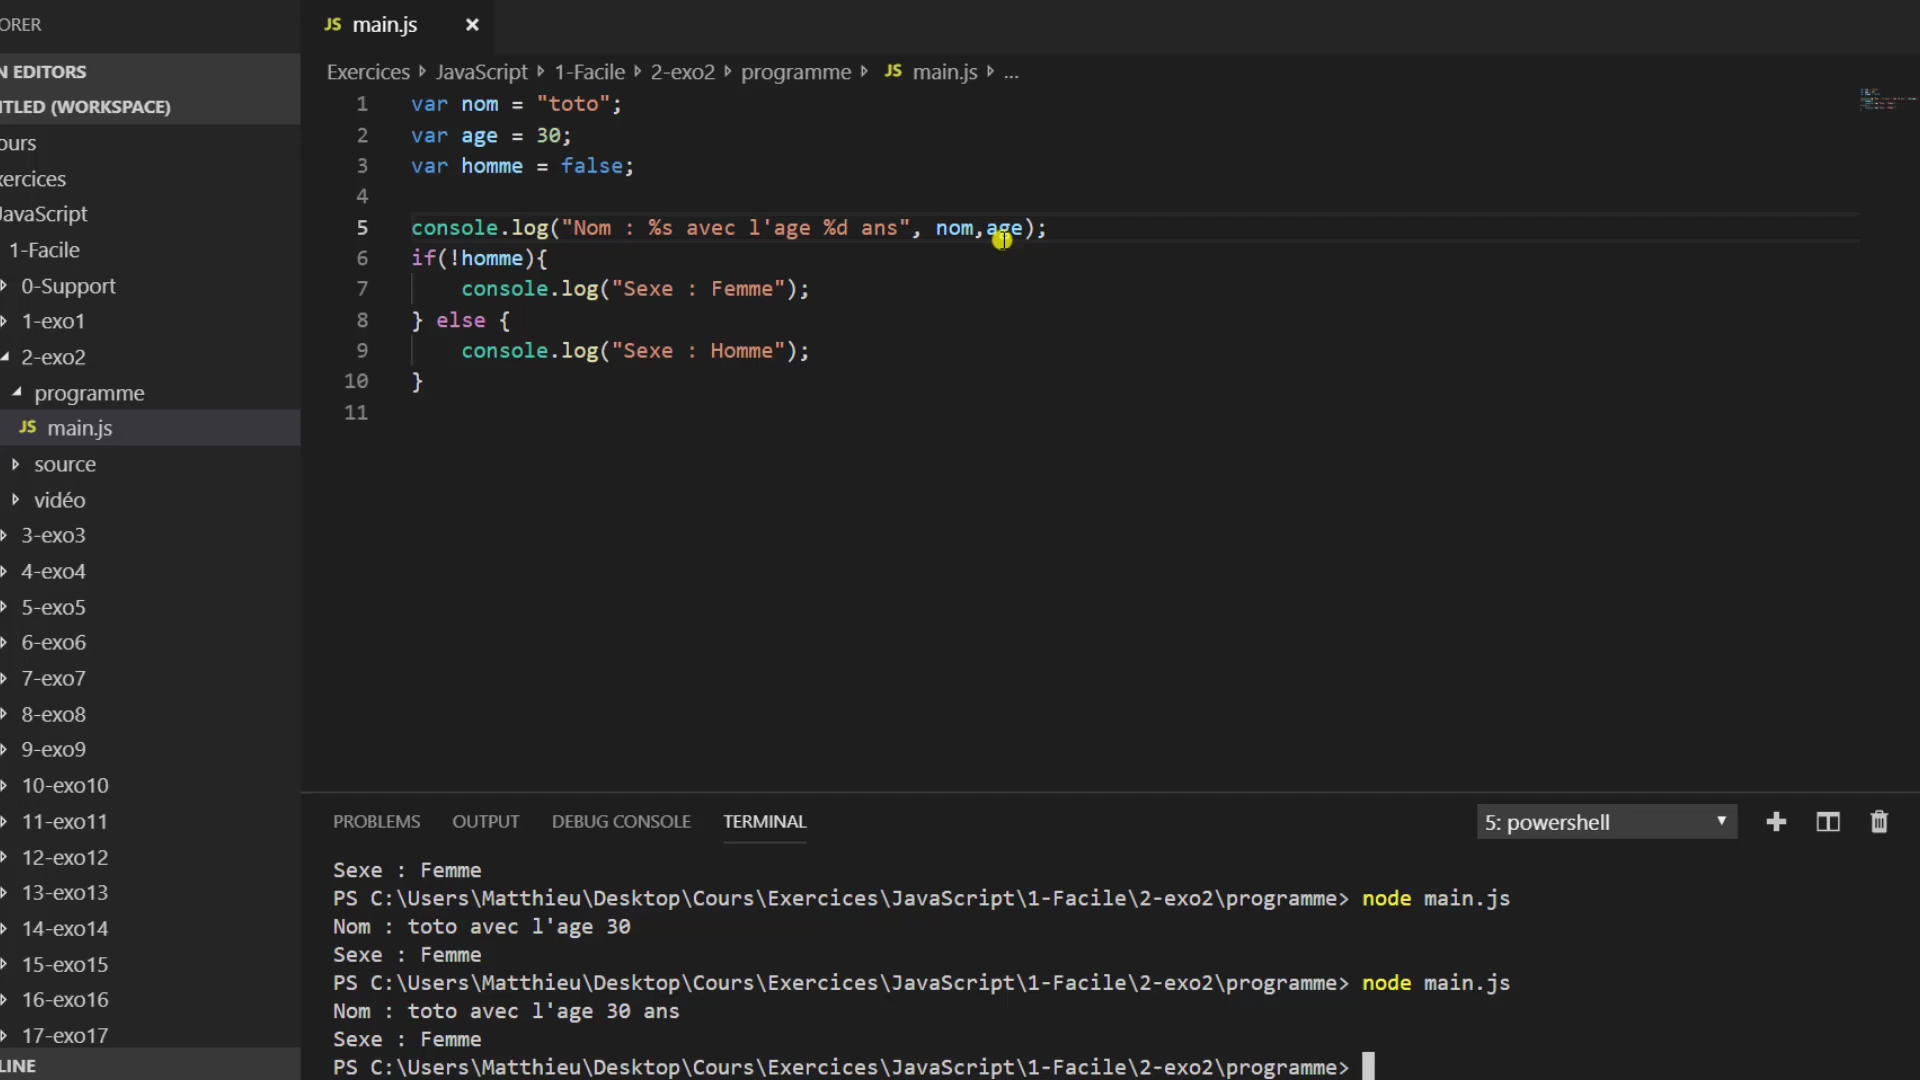 ORER
JS main.js ×
N EDITORS
Exercices JavaScript 1-Facile 2-exo2 programme JS main.js ...
TITLED (WORKSPACE)
ours
xercices
JavaScript
1-Facile
0-Support
1-exo1
2-exo2
programme
JS main.js
source
vidéo
3-exo3
4-exo4
5-exo5
6-exo6
7-exo7
8-exo8
9-exo9
10-exo10
11-exo11
12-exo12
13-exo13
14-exo14
15-exo15
16-exo16
17-exo17
LINE
1 var nom = "toto";
2 var age = 30;
3 var homme = false;
4
5 console.log("Nom : %s avec l'age %d ans", nom,age);
6 if(!homme){
7 console.log("Sexe : Femme");
8 } else {
9 console.log("Sexe : Homme");
10 }
11
PROBLEMS OUTPUT DEBUG CONSOLE TERMINAL 5: powershell
Sexe : Femme
PS C:\Users\Matthieu\Desktop\Cours\Exercices\JavaScript\1-Facile\2-exo2\programme> node main.js
Nom : toto avec l'age 30
Sexe : Femme
PS C:\Users\Matthieu\Desktop\Cours\Exercices\JavaScript\1-Facile\2-exo2\programme> node main.js
Nom : toto avec l'age 30 ans
Sexe : Femme
PS C:\Users\Matthieu\Desktop\Cours\Exercices\JavaScript\1-Facile\2-exo2\programme>